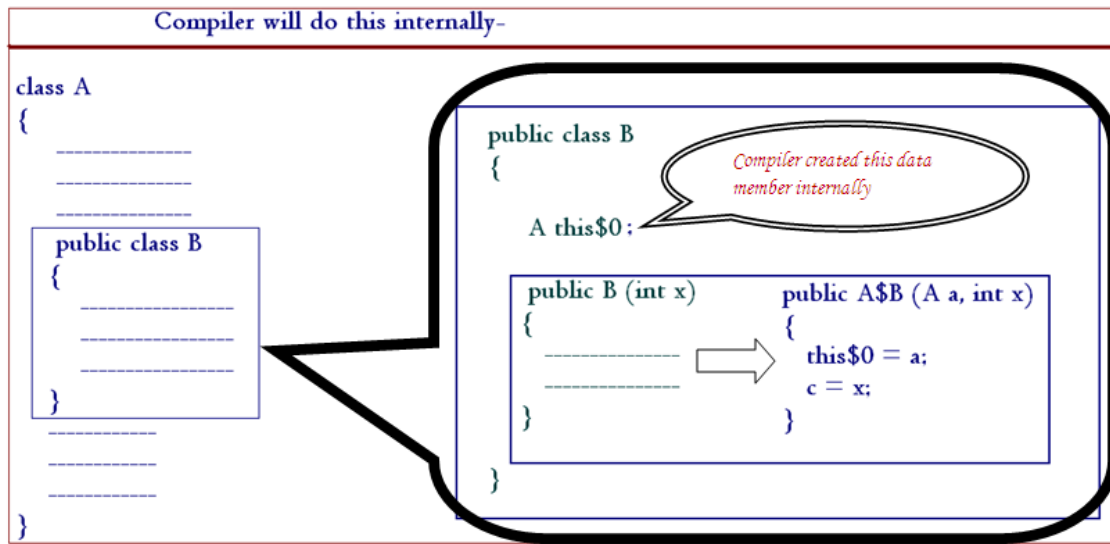 Compiler will do this internally-
class A
{
---------------
---------------
---------------
public class B
{
-----------------
-----------------
-----------------
}
------------
------------
------------
}
public class B
{
Compiler created this data
member internally
A this$0;
public B (int x)
{
---------------
---------------
}
public A$B (A a, int x)
{
this$0 = a;
c = x;
}
}